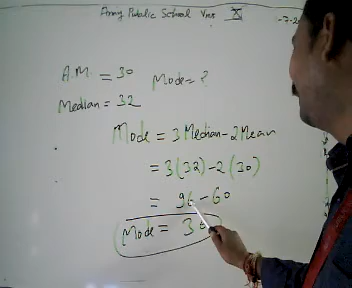 Army Public School
A.M. = 30
Mode = ?
Median = 32
Mode = 3 Median - 2 Mean
= 3(32) - 2(30)
= 96 - 60
Mode = 36